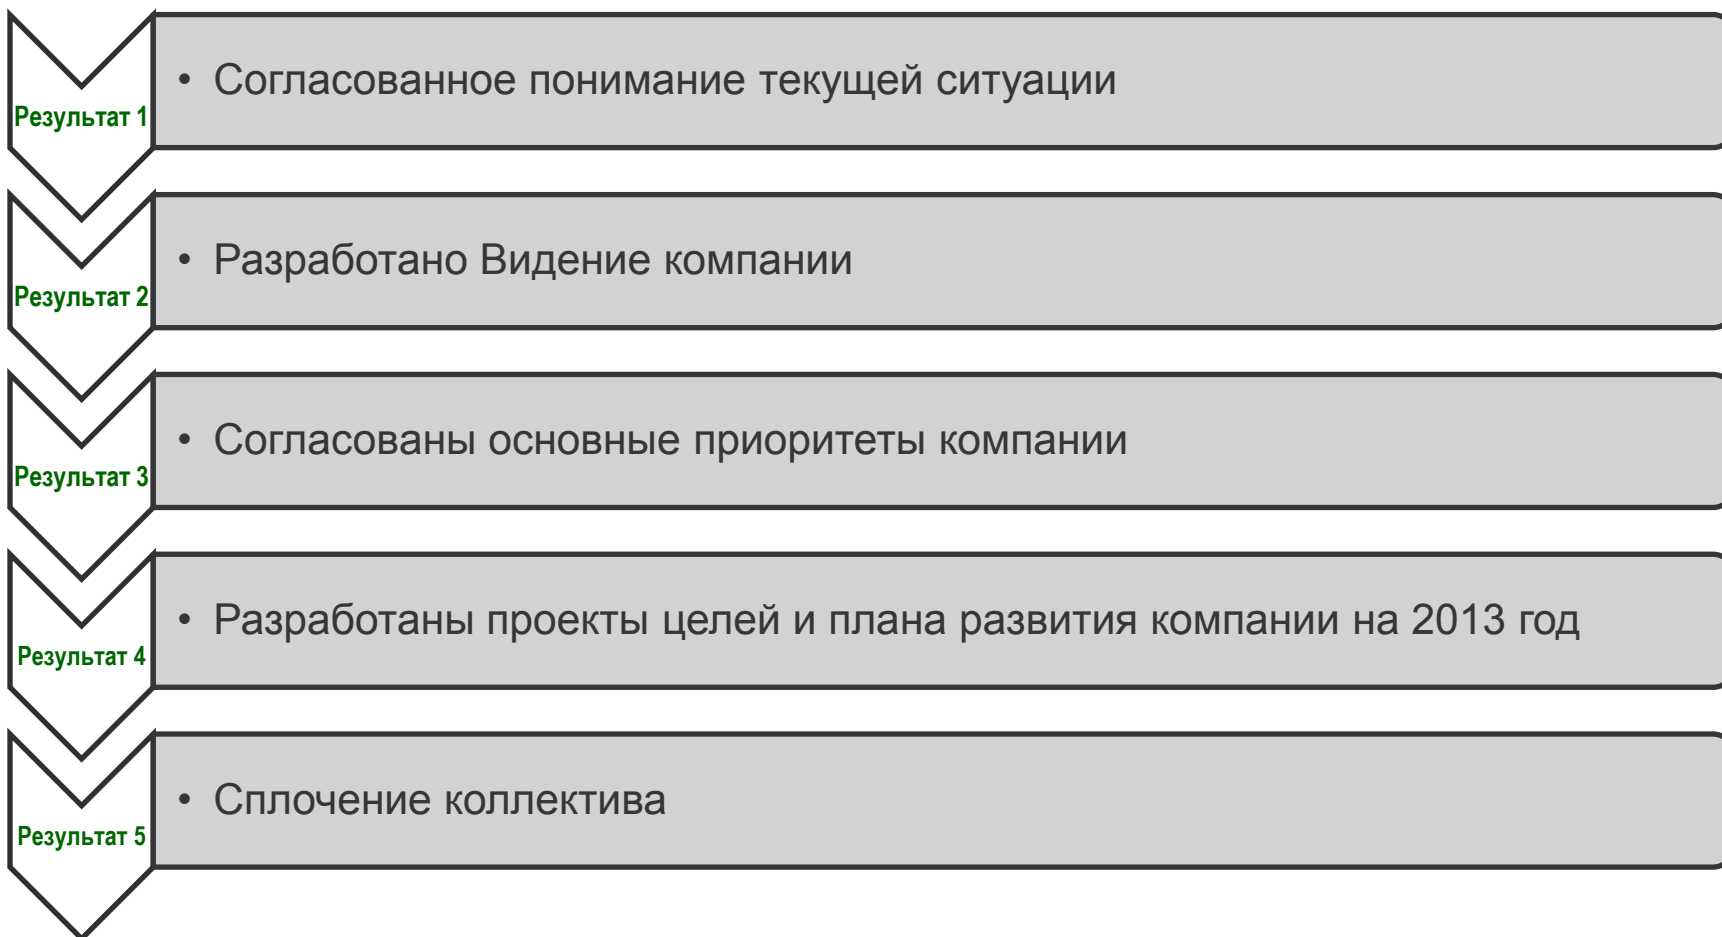 Результат 1
• Согласованное понимание текущей ситуации
Результат 2
• Разработано Видение компании
Результат 3
• Согласованы основные приоритеты компании
Результат 4
• Разработаны проекты целей и плана развития компании на 2013 год
Результат 5
• Сплочение коллектива